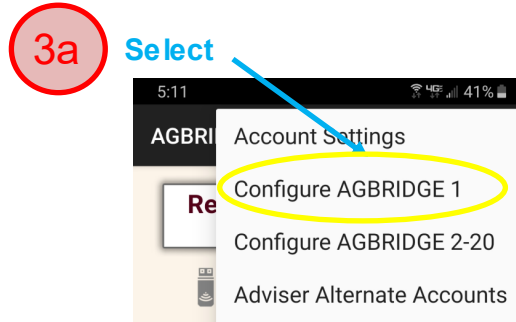 3a Select
5:11 4GE 41%
AGBRI Account Settings
Configure AGBRIDGE 1
Re
Configure AGBRIDGE 2-20
Adviser Alternate Accounts